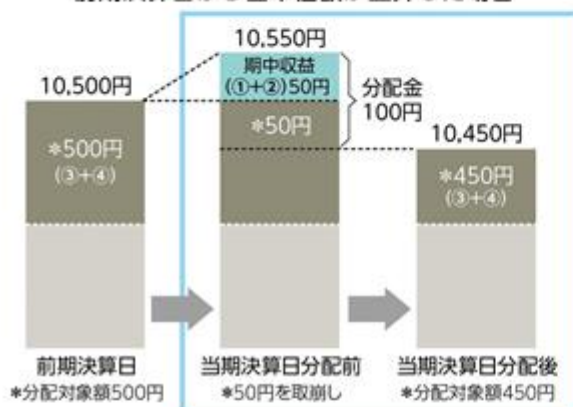 10,500円
*500円
(③+④)
10,550円
期中収益
(①+②)50円
*50円
分配金
100円
10,450円
*450円
(③+④)
前期決算日
*分配対象額500円
当期決算日分配前
*50円を取崩し
当期決算日分配後
*分配対象額450円